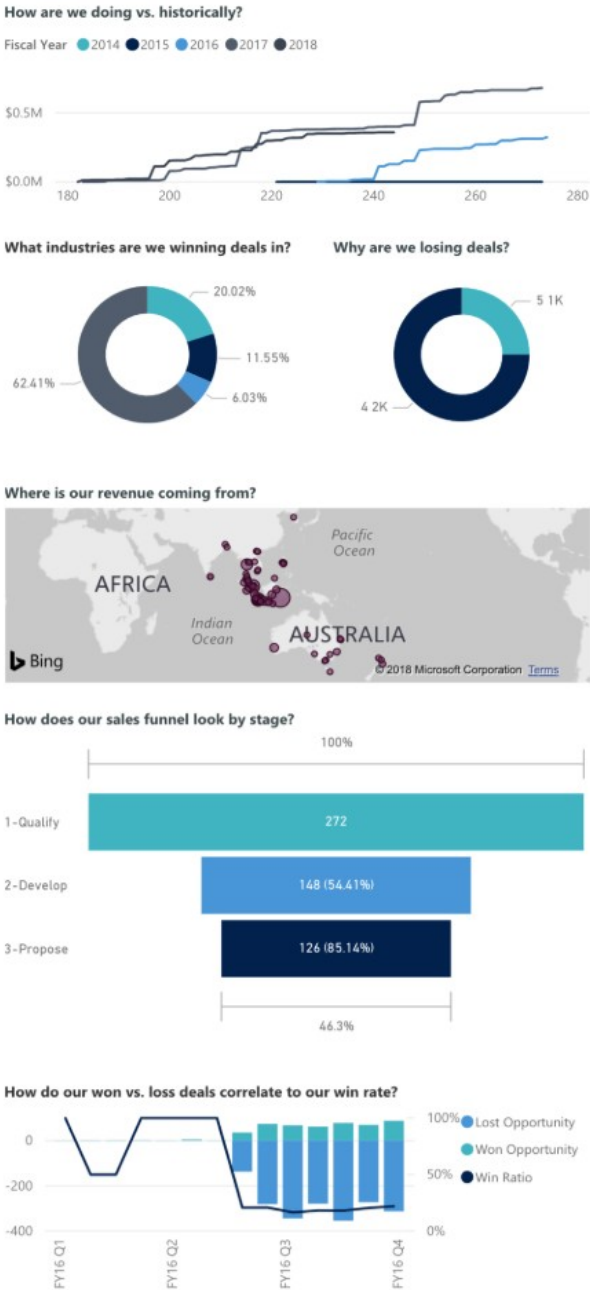 How are we doing vs. historically?
Fiscal Year 2014 2015 2016 2017 2018
$0.5M
$0.0M
180 200 220 240 260 280
What industries are we winning deals in? Why are we losing deals?
20.02% 5 1K
11.55%
62.41% 6.03% 4 2K
Where is our revenue coming from?
Pacific
Ocean
AFRICA
Indian
Ocean
AUSTRALIA
Bing © 2018 Microsoft Corporation Terms
How does our sales funnel look by stage?
100%
1-Qualify 272
2-Develop 148 (54.41%)
3-Propose 126 (85.14%)
46.3%
How do our won vs. loss deals correlate to our win rate?
100% Lost Opportunity
0 Won Opportunity
-200 50% Win Ratio
-400 0%
FY16 Q1 FY16 Q2 FY16 Q3 FY16 Q4